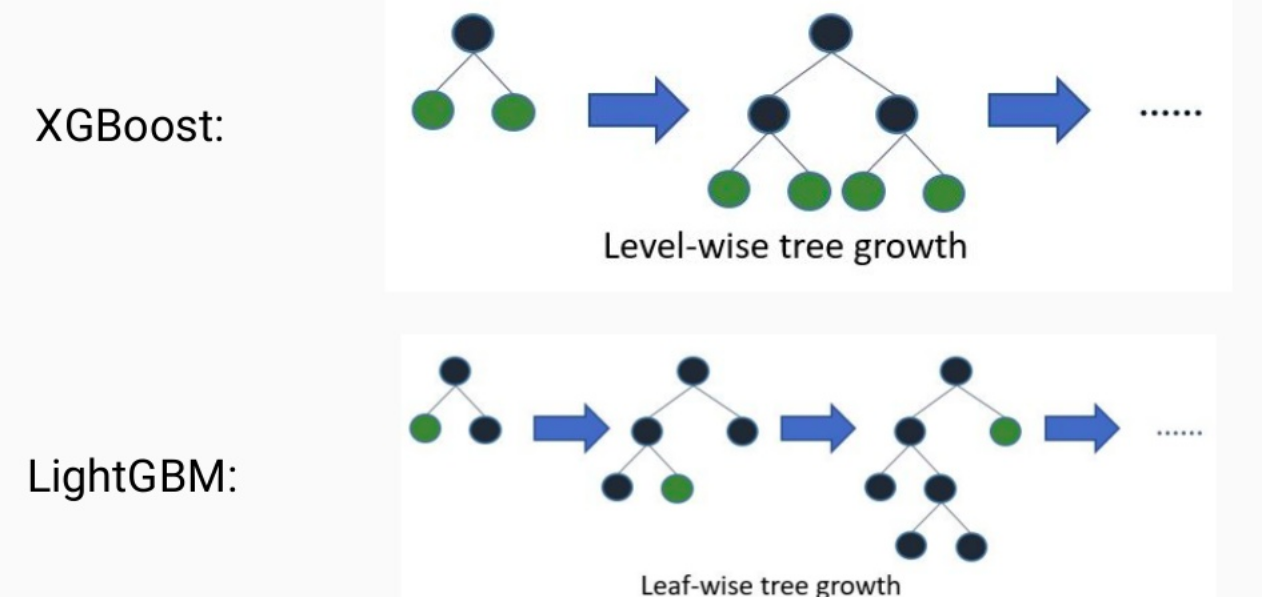 XGBoost:
......
Level-wise tree growth
LightGBM:
......
Leaf-wise tree growth